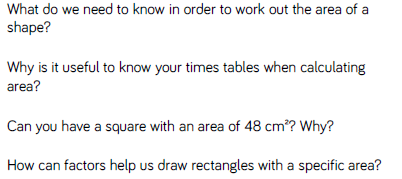 What do we need to know in order to work out the area of a
shape?
Why is it useful to know your times tables when calculating
area?
Can you have a square with an area of 48 cm²? Why?
How can factors help us draw rectangles with a specific area?